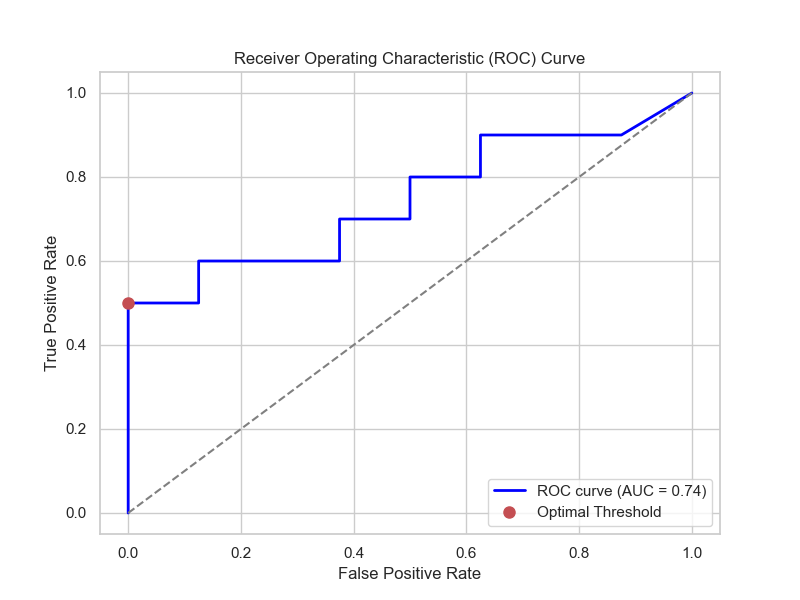 Receiver Operating Characteristic (ROC) Curve
True Positive Rate
1.0
0.8
0.6
0.4
0.2
0.0
ROC curve (AUC = 0.74)
Optimal Threshold
0.0 0.2 0.4 0.6 0.8 1.0
False Positive Rate